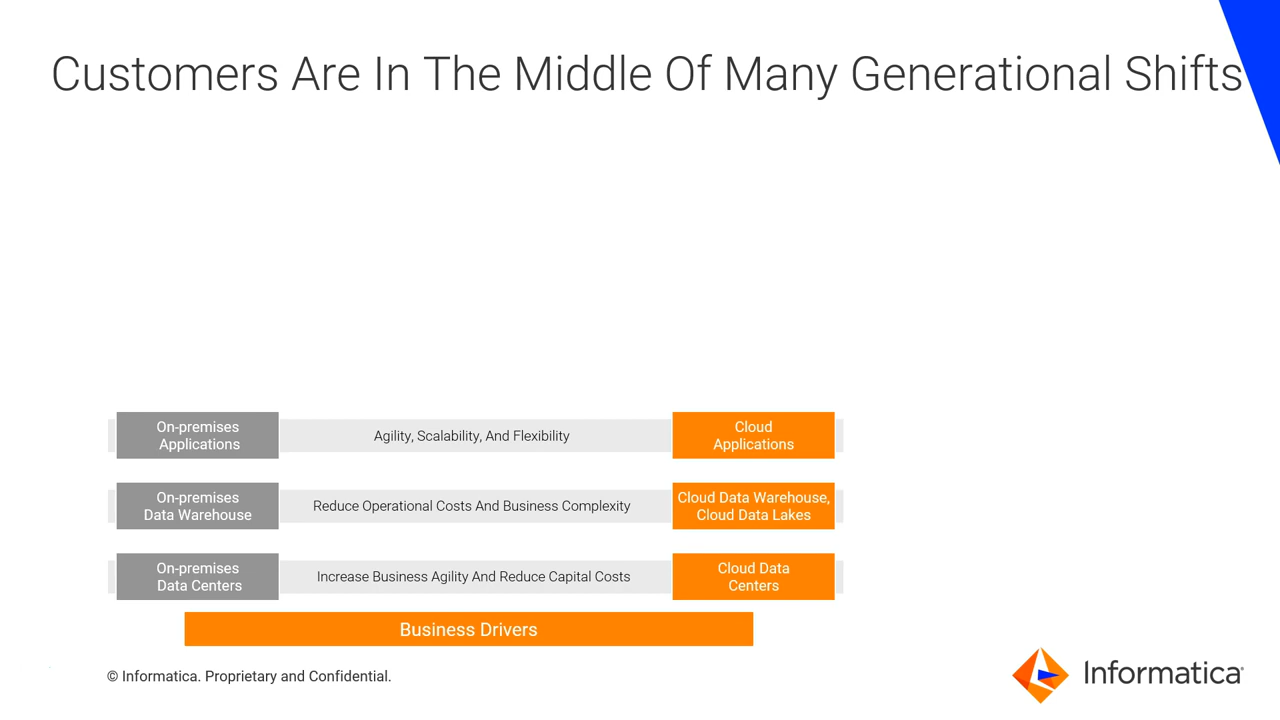 Customers Are In The Middle Of Many Generational Shifts
On-premises
Applications
Agility, Scalability, And Flexibility
Cloud
Applications
On-premises
Data Warehouse
Reduce Operational Costs And Business Complexity
Cloud Data Warehouse,
Cloud Data Lakes
On-premises
Data Centers
Increase Business Agility And Reduce Capital Costs
Cloud Data
Centers
Business Drivers
© Informatica. Proprietary and Confidential.
Informatica